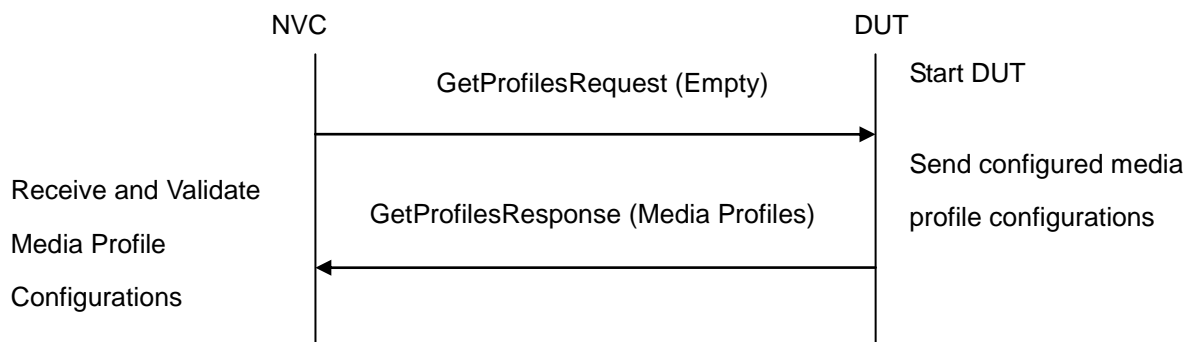 NVC
DUT
Start DUT
GetProfilesRequest (Empty)
Send configured media
profile configurations
Receive and Validate
Media Profile
Configurations
GetProfilesResponse (Media Profiles)